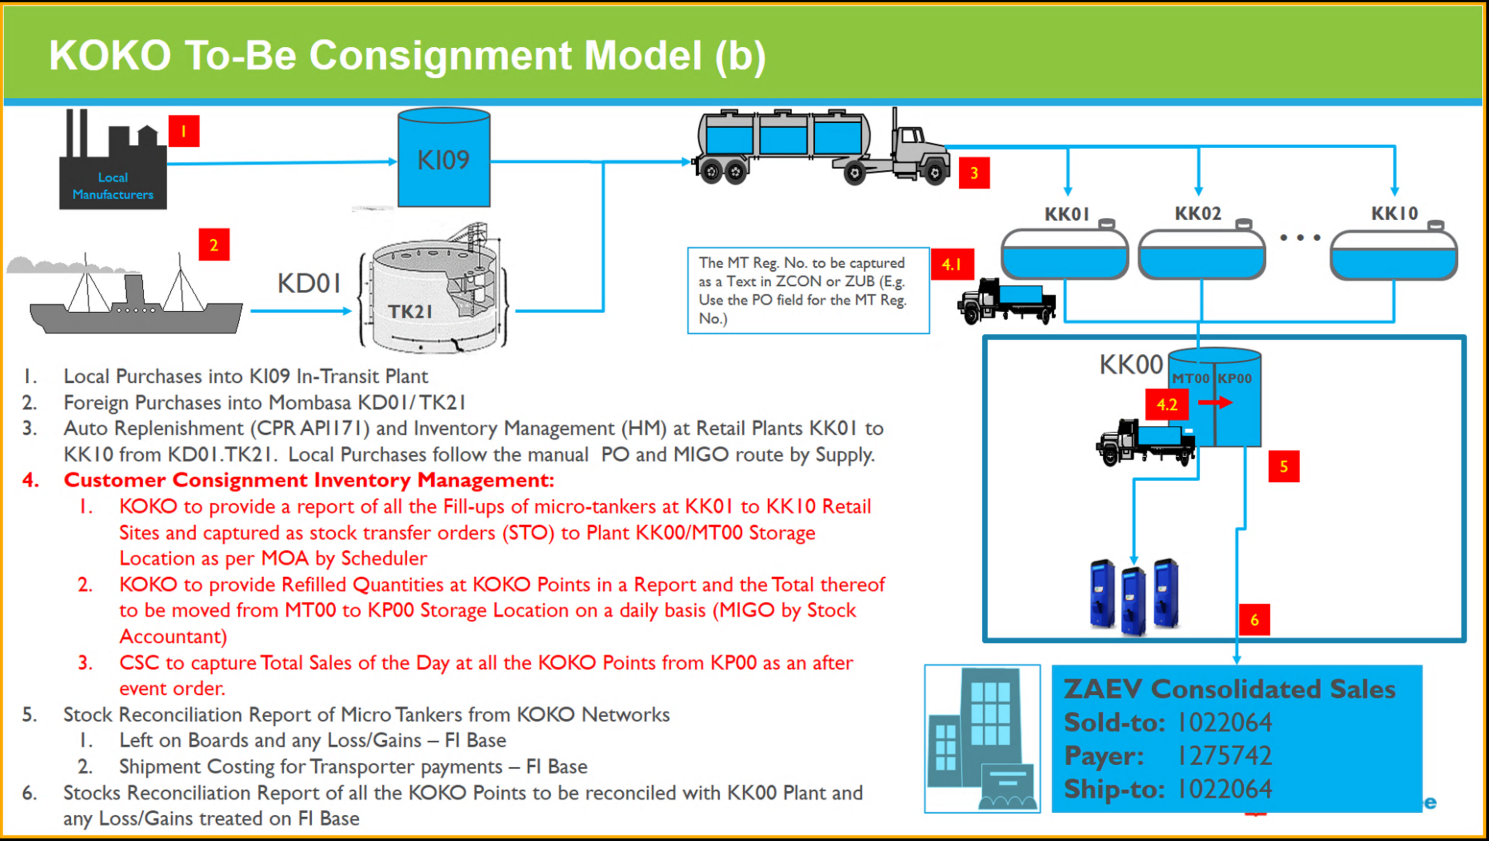 KOKO To-Be Consignment Model (b)
1
Local
Manufacturers
KI09
3
KK01
KK02
KK10
2
KD01
TK21
The MT Reg. No. to be captured
as a Text in ZCON or ZUB (E.g.
Use the PO field for the MT Reg.
No.)
4.1
KK00
MT00
KP00
4.2
5
6
1. Local Purchases into KI09 In-Transit Plant
2. Foreign Purchases into Mombasa KD01/TK21
3. Auto Replenishment (CPR API171) and Inventory Management (HM) at Retail Plants KK01 to
KK10 from KD01.TK21. Local Purchases follow the manual PO and MIGO route by Supply.
4. Customer Consignment Inventory Management:
1. KOKO to provide a report of all the Fill-ups of micro-tankers at KK01 to KK10 Retail
Sites and captured as stock transfer orders (STO) to Plant KK00/MT00 Storage
Location as per MOA by Scheduler
2. KOKO to provide Refilled Quantities at KOKO Points in a Report and the Total thereof
to be moved from MT00 to KP00 Storage Location on a daily basis (MIGO by Stock
Accountant)
3. CSC to capture Total Sales of the Day at all the KOKO Points from KP00 as an after
event order.
5. Stock Reconciliation Report of Micro Tankers from KOKO Networks
1. Left on Boards and any Loss/Gains – FI Base
2. Shipment Costing for Transporter payments – FI Base
6. Stocks Reconciliation Report of all the KOKO Points to be reconciled with KK00 Plant and
any Loss/Gains treated on FI Base
ZAEV Consolidated Sales
Sold-to: 1022064
Payer: 1275742
Ship-to: 1022064